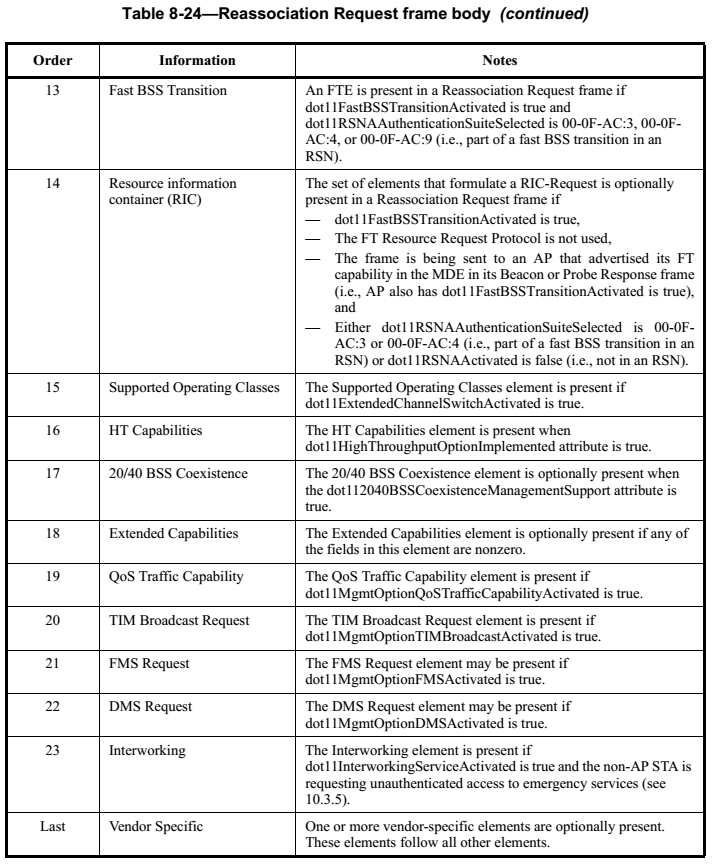 Table 8-24—Reassociation Request frame body (continued)
Order Information Notes
13 Fast BSS Transition An FTE is present in a Reassociation Request frame if
dot11FastBSSTransitionActivated is true and
dot11RSNAAuthenticationSuiteSelected is 00-0F-AC:3, 00-0F-
AC:4, or 00-0F-AC:9 (i.e., part of a fast BSS transition in an
RSN).
14 Resource information The set of elements that formulate a RIC-Request is optionally
container (RIC) present in a Reassociation Request frame if
— dot11FastBSSTransitionActivated is true,
— The FT Resource Request Protocol is not used,
— The frame is being sent to an AP that advertised its FT
capability in the MDE in its Beacon or Probe Response frame
(i.e., AP also has dot11FastBSSTransitionActivated is true),
and
— Either dot11RSNAAuthenticationSuiteSelected is 00-0F-
AC:3 or 00-0F-AC:4 (i.e., part of a fast BSS transition in an
RSN) or dot11RSNAActivated is false (i.e., not in an RSN).
15 Supported Operating Classes The Supported Operating Classes element is present if
dot11ExtendedChannelSwitchActivated is true.
16 HT Capabilities The HT Capabilities element is present when
dot11HighThroughputOptionImplemented attribute is true.
17 20/40 BSS Coexistence The 20/40 BSS Coexistence element is optionally present when
the dot112040BSSCoexistenceManagementSupport attribute is
true.
18 Extended Capabilities The Extended Capabilities element is optionally present if any of
the fields in this element are nonzero.
19 QoS Traffic Capability The QoS Traffic Capability element is present if
dot11MgmtOptionQoSTrafficCapabilityActivated is true.
20 TIM Broadcast Request The TIM Broadcast Request element is present if
dot11MgmtOptionTIMBroadcastActivated is true.
21 FMS Request The FMS Request element may be present if
dot11MgmtOptionFMSActivated is true.
22 DMS Request The DMS Request element may be present if
dot11MgmtOptionDMSActivated is true.
23 Interworking The Interworking element is present if
dot11InterworkingServiceActivated is true and the non-AP STA is
requesting unauthenticated access to emergency services (see
10.3.5).
Last Vendor Specific One or more vendor-specific elements are optionally present.
These elements follow all other elements.